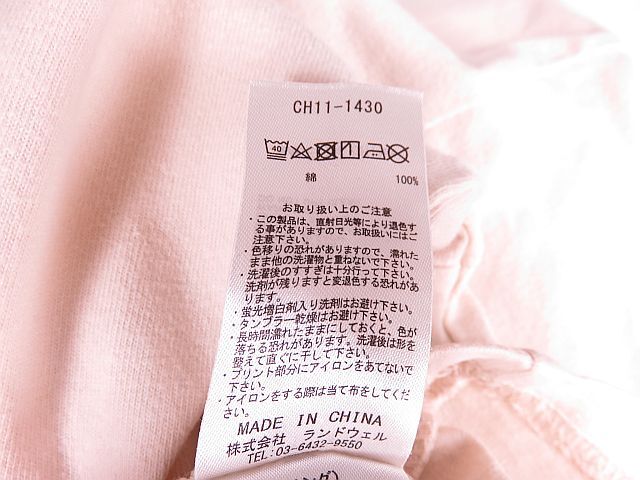 CH11-1430
40
綿 100%
お取り扱い上のご注意
・この製品は、直射日光等により退色す
る事がありますので、お取扱いにはご
注意下さい。
・色移りの恐れがありますので、濡れた
まま他の洗濯物と重ねないで下さい。
・洗濯後のすすぎは十分行って下さい。
洗剤が残りますと変退色する恐れがあ
ります。
・蛍光増白剤入り洗剤はお避け下さい。
・タンブラー乾燥はお避け下さい。
・長時間濡れたままにしておくと、色が
落ちる恐れがあります。洗濯後は形を
整えて直ぐに干して下さい。
・プリント部分にアイロンをあてないで
下さい。
・アイロンをする際は当て布をしてくだ
さい。
MADE IN CHINA
株式会社 ランドウェル
TEL:03-6432-9550